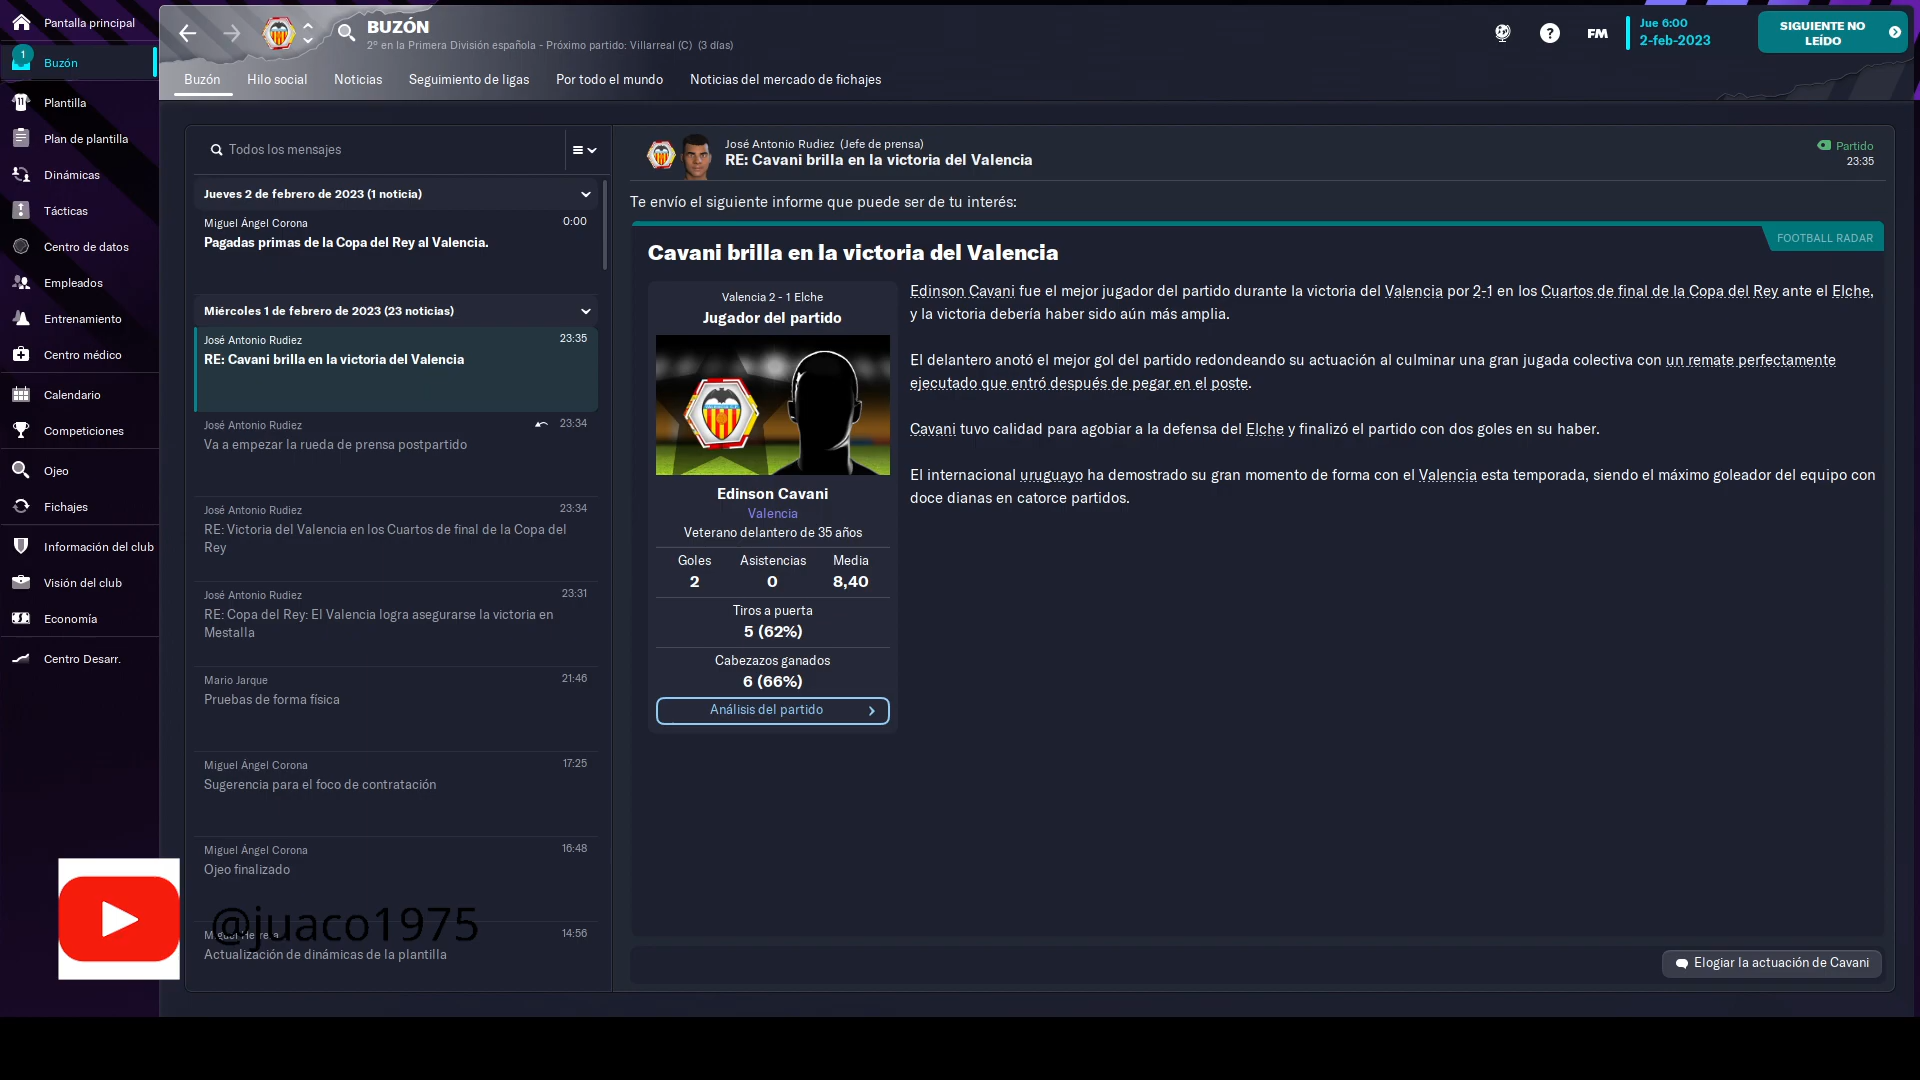 Pantalla principal
1
Buzón
Plantilla
Plan de plantilla
Dinámicas
Tácticas
Centro de datos
Empleados
Entrenamiento
Centro médico
Calendario
Competiciones
Ojeo
Fichajes
Información del club
Visión del club
Economía
Centro Desarr.
BUZÓN
2º en la Primera División española - Próximo partido: Villarreal (C) (3 días)
FM
Jue 6:00
2-feb-2023
SIGUIENTE NO LEÍDO
Buzón
Hilo social
Noticias
Seguimiento de ligas
Por todo el mundo
Noticias del mercado de fichajes
Todos los mensajes
Jueves 2 de febrero de 2023 (1 noticia)
Miguel Ángel Corona 0:00
Pagadas primas de la Copa del Rey al Valencia.
Miércoles 1 de febrero de 2023 (23 noticias)
José Antonio Rudiez 23:35
RE: Cavani brilla en la victoria del Valencia
José Antonio Rudiez 23:34
Va a empezar la rueda de prensa postpartido
José Antonio Rudiez 23:34
RE: Victoria del Valencia en los Cuartos de final de la Copa del
Rey
José Antonio Rudiez 23:31
RE: Copa del Rey: El Valencia logra asegurarse la victoria en
Mestalla
Mario Jarque 21:46
Pruebas de forma física
Miguel Ángel Corona 17:25
Sugerencia para el foco de contratación
Miguel Ángel Corona 16:48
Ojeo finalizado
Miguel Herrera 14:56
Actualización de dinámicas de la plantilla
@juaco1975
José Antonio Rudiez (Jefe de prensa)
RE: Cavani brilla en la victoria del Valencia
Partido
23:35
Te envío el siguiente informe que puede ser de tu interés:
FOOTBALL RADAR
Cavani brilla en la victoria del Valencia
Valencia 2 - 1 Elche
Jugador del partido
Edinson Cavani
Valencia
Veterano delantero de 35 años
Goles Asistencias Media
2 0 8,40
Tiros a puerta
5 (62%)
Cabezazos ganados
6 (66%)
Análisis del partido
Edinson Cavani fue el mejor jugador del partido durante la victoria del Valencia por 2-1 en los Cuartos de final de la Copa del Rey ante el Elche,
y la victoria debería haber sido aún más amplia.
El delantero anotó el mejor gol del partido redondeando su actuación al culminar una gran jugada colectiva con un remate perfectamente
ejecutado que entró después de pegar en el poste.
Cavani tuvo calidad para agobiar a la defensa del Elche y finalizó el partido con dos goles en su haber.
El internacional uruguayo ha demostrado su gran momento de forma con el Valencia esta temporada, siendo el máximo goleador del equipo con
doce dianas en catorce partidos.
Elogiar la actuación de Cavani